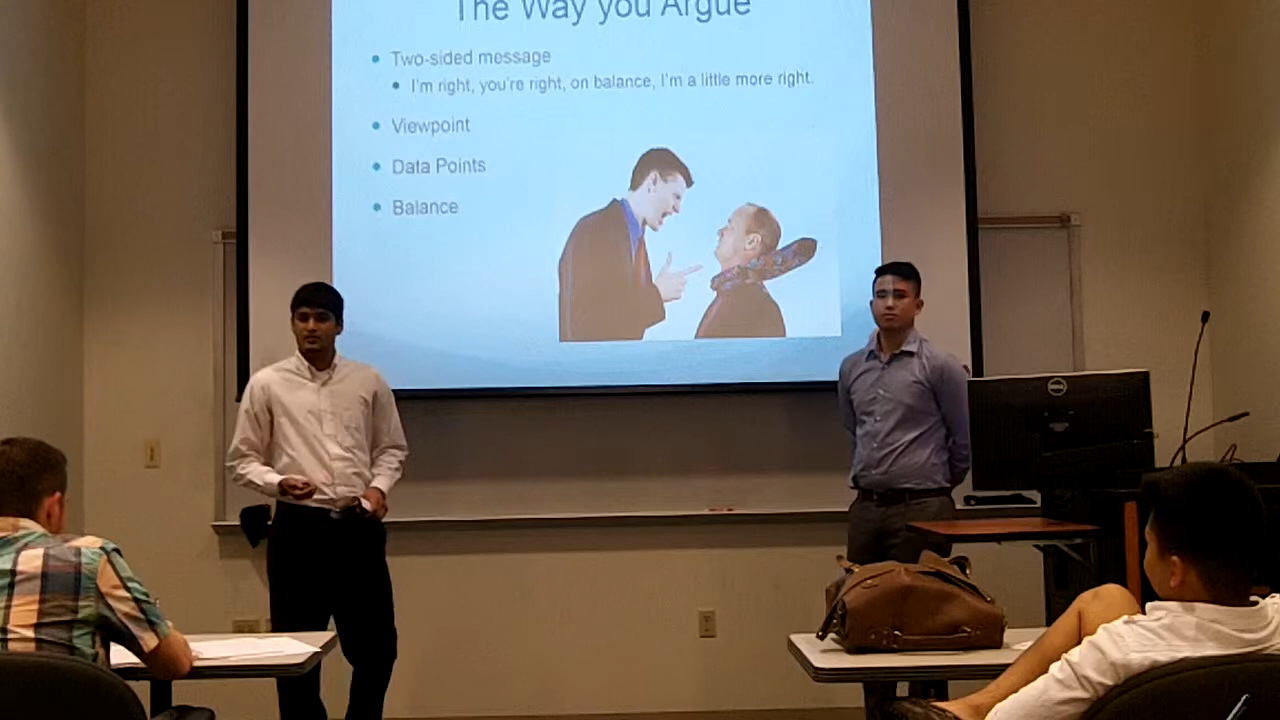 The Way you Argue
Two-sided message
I'm right, you're right, on balance, I'm a little more right.
Viewpoint
Data Points
Balance
DELL